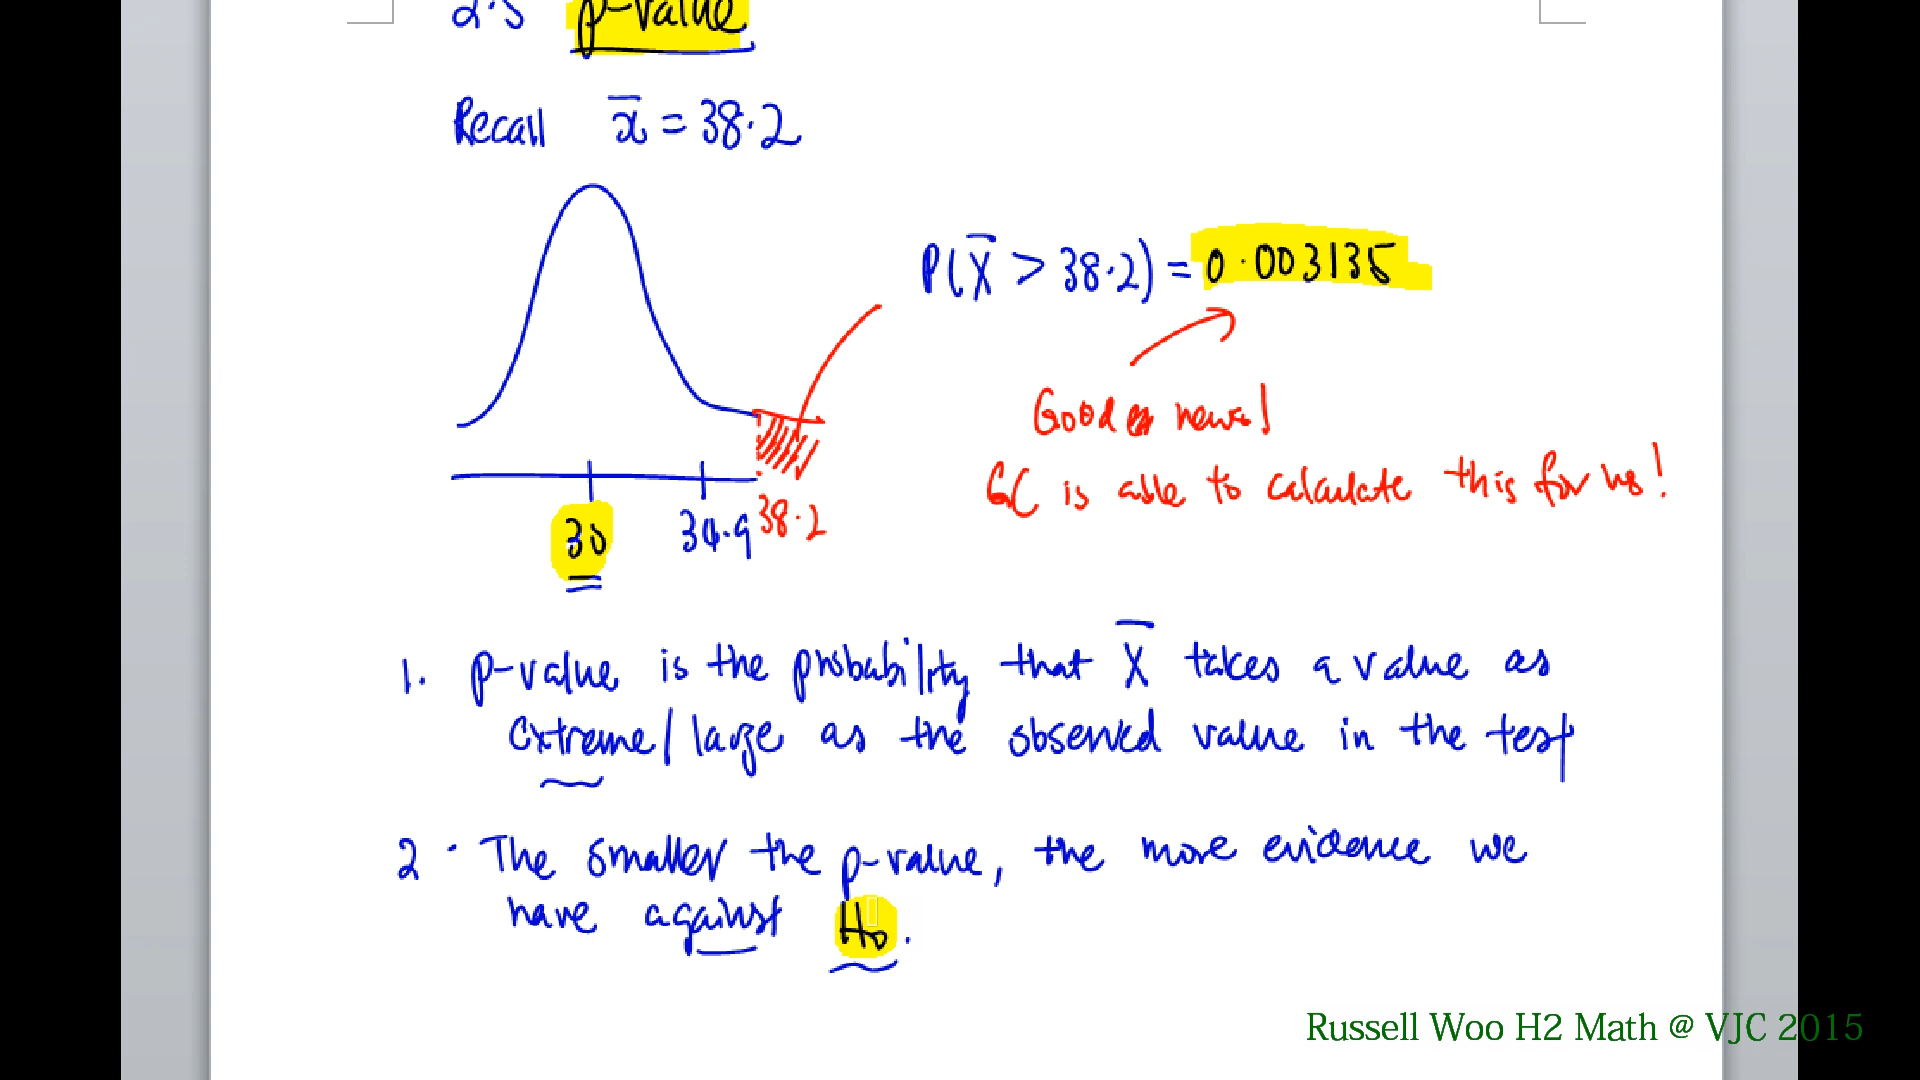 2.5 p-value
Recall x̄ = 38.2
P(X̄ > 38.2) = 0.003135
Good news!
GC is able to calculate this for us!
30 34.9 38.2
1. p-value is the probability that X̄ takes a value as
extreme/large as the observed value in the test
2. The smaller the p-value, the more evidence we
have against H₀.
Russell Woo H2 Math @ VJC 2015